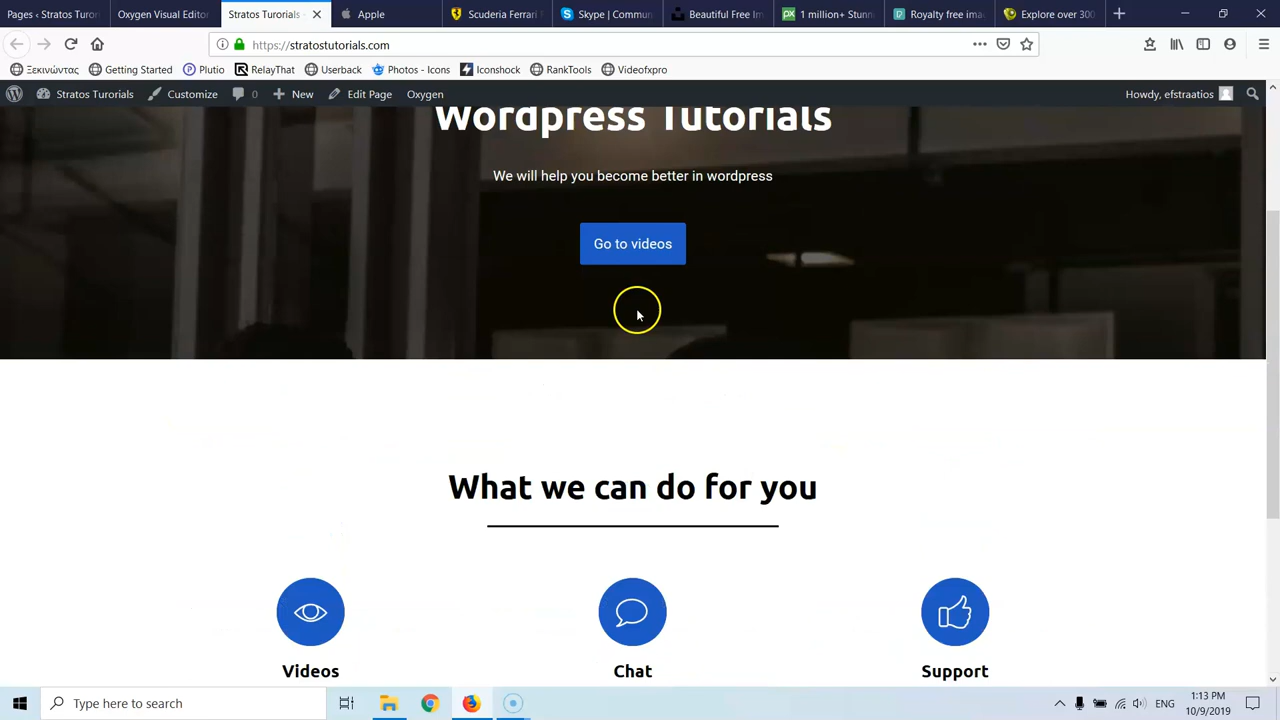 Pages ‹ Stratos Tuturi
Oxygen Visual Editor
Stratos Turorials -
Apple
Scuderia Ferrari
Skype | Commun
Beautiful Free Im
1 million+ Stunn
Royalty free ima
Explore over 300
https://stratostutorials.com
Ξεκινώντας
Getting Started
Plutio
RelayThat
Userback
Photos - Icons
Iconshock
RankTools
Videofxpro
Stratos Turorials
Customize
0
New
Edit Page
Oxygen
Howdy, efstraatios
Wordpress Tutorials
We will help you become better in wordpress
Go to videos
What we can do for you
Videos
Chat
Support
Type here to search
ENG
1:13 PM
10/9/2019